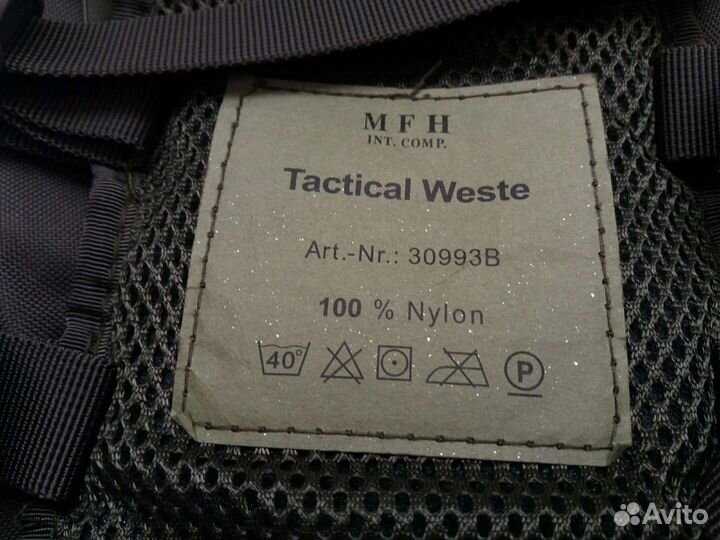 MFH
INT. COMP.
Tactical Weste
Art.-Nr.: 30993B
100 % Nylon
40° P
Avito